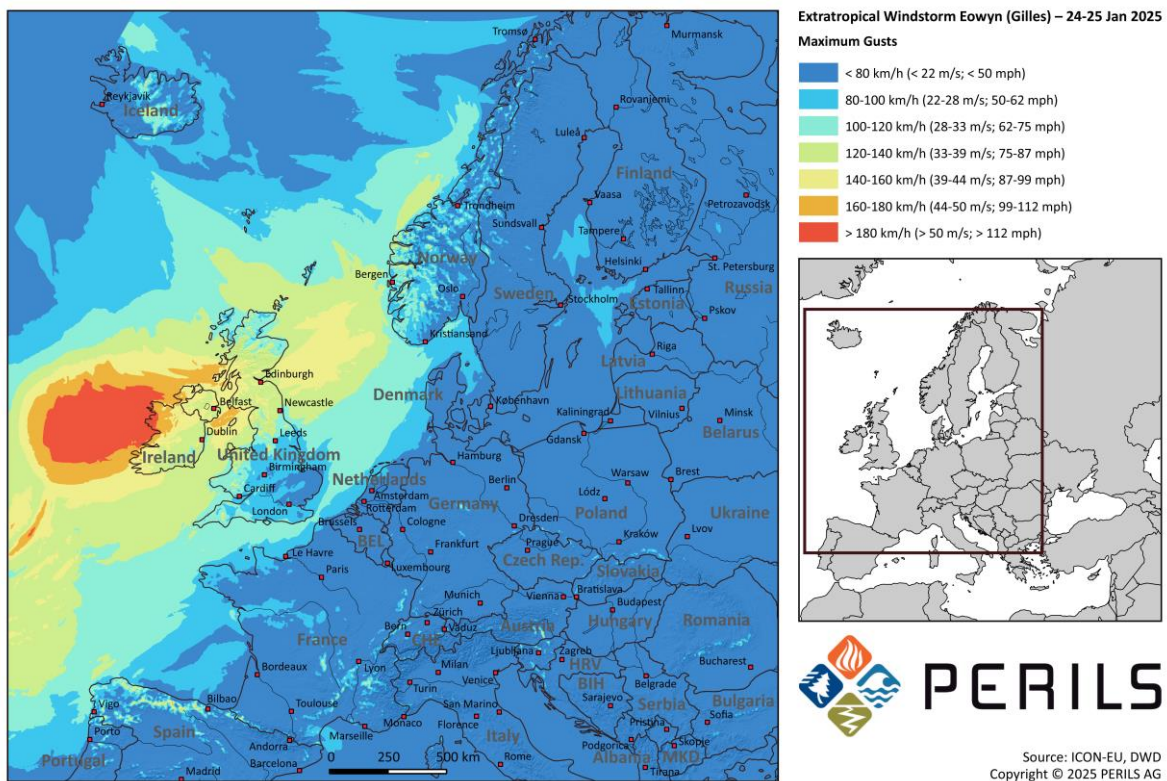 Extratropical Windstorm Eowyn (Gilles) – 24-25 Jan 2025
Maximum Gusts
< 80 km/h (< 22 m/s; < 50 mph)
80-100 km/h (22-28 m/s; 50-62 mph)
100-120 km/h (28-33 m/s; 62-75 mph)
120-140 km/h (33-39 m/s; 75-87 mph)
140-160 km/h (39-44 m/s; 87-99 mph)
160-180 km/h (44-50 m/s; 99-112 mph)
> 180 km/h (> 50 m/s; > 112 mph)
Tromsø
Murmansk
Reykjavik
Iceland
Rovaniemi
Luleå
Finland
Vaasa
Trondheim
Petrozavodsk
Sundsvall
Tampere
Norway
Helsinki
St. Petersburg
Bergen
Oslo
Sweden
Tallinn
Russia
Stockholm
Estonia
Pskov
Kristiansand
Riga
Latvia
Edinburgh
Denmark
Lithuania
Belfast
Newcastle
København
Kaliningrad
Vilnius
Minsk
Belarus
Dublin
Leeds
Gdansk
Ireland
United Kingdom
Hamburg
Birmingham
Netherlands
Warsaw
Brest
Cardiff
Amsterdam
Berlin
London
Rotterdam
Germany
Lódz
Poland
Ukraine
Brussels
Cologne
Dresden
BEL
Kraków
Lvov
Le Havre
Frankfurt
Prague
Czech Rep.
Paris
Luxembourg
Slovakia
Munich
Vienna
Bratislava
Zürich
Budapest
Bern
Vaduz
Austria
Hungary
Romania
France
CHE
Ljubljana
Zagreb
Lyon
Milan
HRV
Bucharest
Bordeaux
Turin
Venice
BIH
Belgrade
Vigo
Bilbao
San Marino
Sarajevo
Serbia
Bulgaria
Toulouse
Monaco
Florence
Pristina
Sofia
Porto
Spain
Marseille
Italy
Podgorica
Skopje
Andorra
Albania
MKD
Portugal
Madrid
Barcelona
0 250 500 km
Rome
Tirana
PERILS
Source: ICON-EU, DWD
Copyright © 2025 PERILS AG